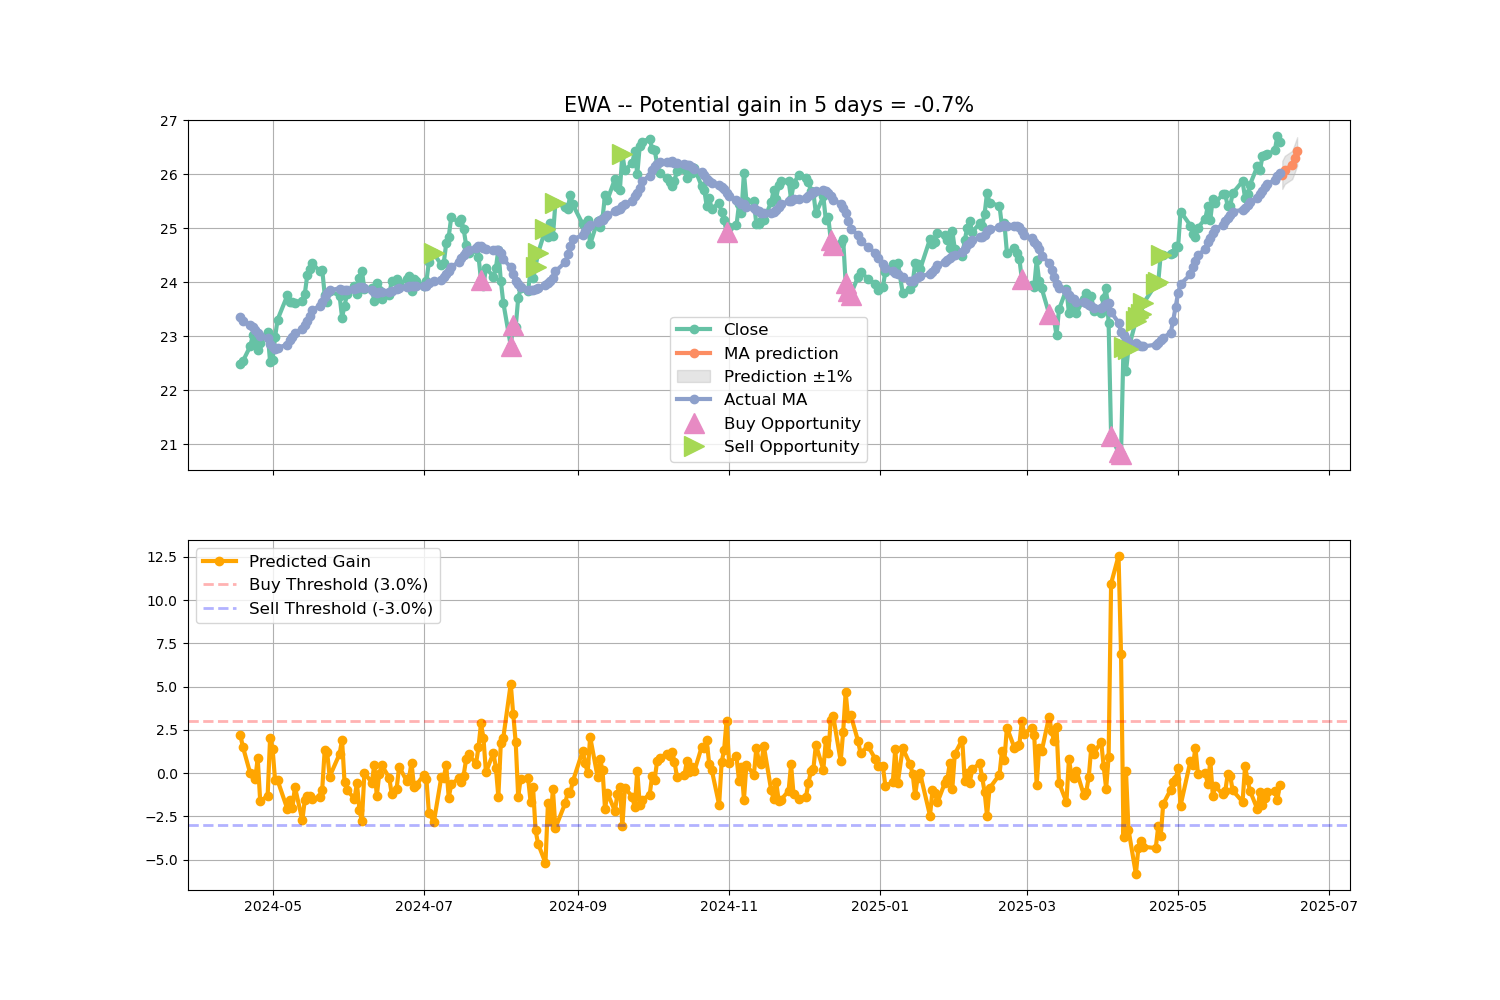 EWA -- Potential gain in 5 days = -0.7%
27
26
25
24
23
22
21
Close
MA prediction
Prediction ±1%
Actual MA
Buy Opportunity
Sell Opportunity
12.5
10.0
7.5
5.0
2.5
0.0
−2.5
−5.0
Predicted Gain
Buy Threshold (3.0%)
Sell Threshold (-3.0%)
2024-05 2024-07 2024-09 2024-11 2025-01 2025-03 2025-05 2025-07